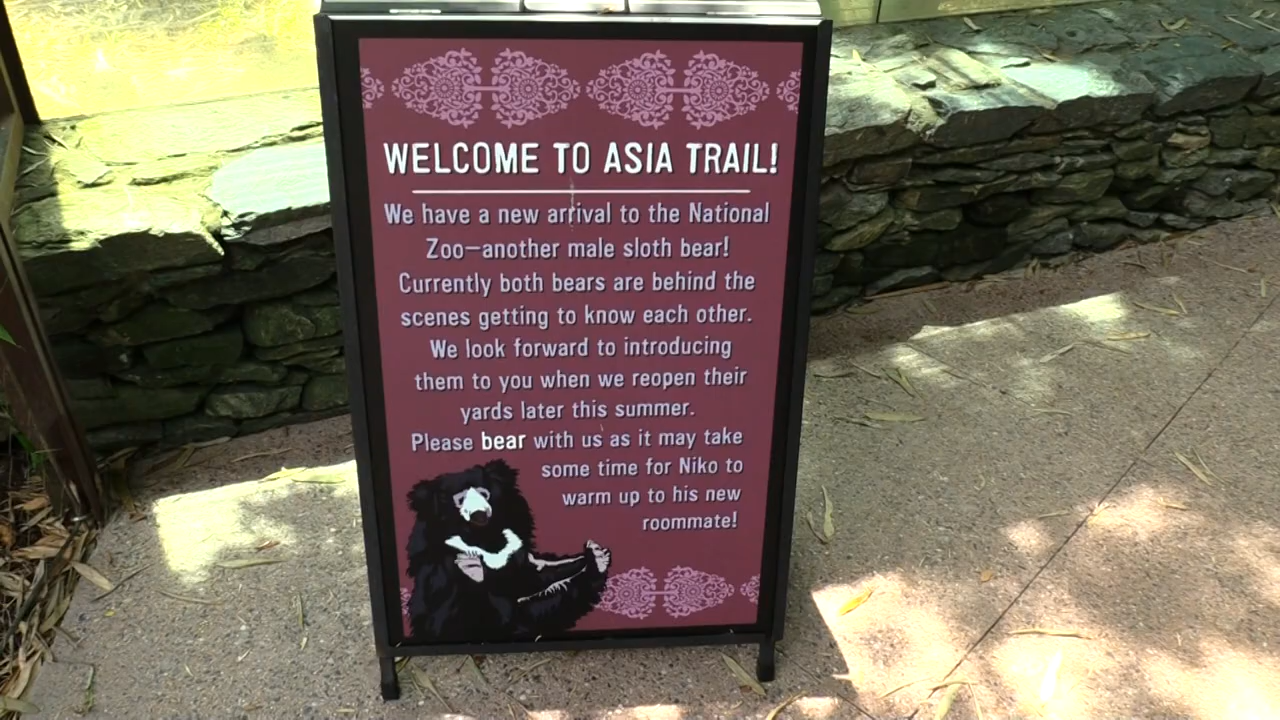 WELCOME TO ASIA TRAIL!
We have a new arrival to the National
Zoo—another male sloth bear!
Currently both bears are behind the
scenes getting to know each other.
We look forward to introducing
them to you when we reopen their
yards later this summer.
Please bear with us as it may take
some time for Niko to
warm up to his new
roommate!